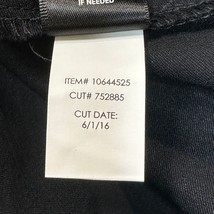 IF NEEDED
ITEM# 10644525
CUT# 752885
CUT DATE:
6/1/16